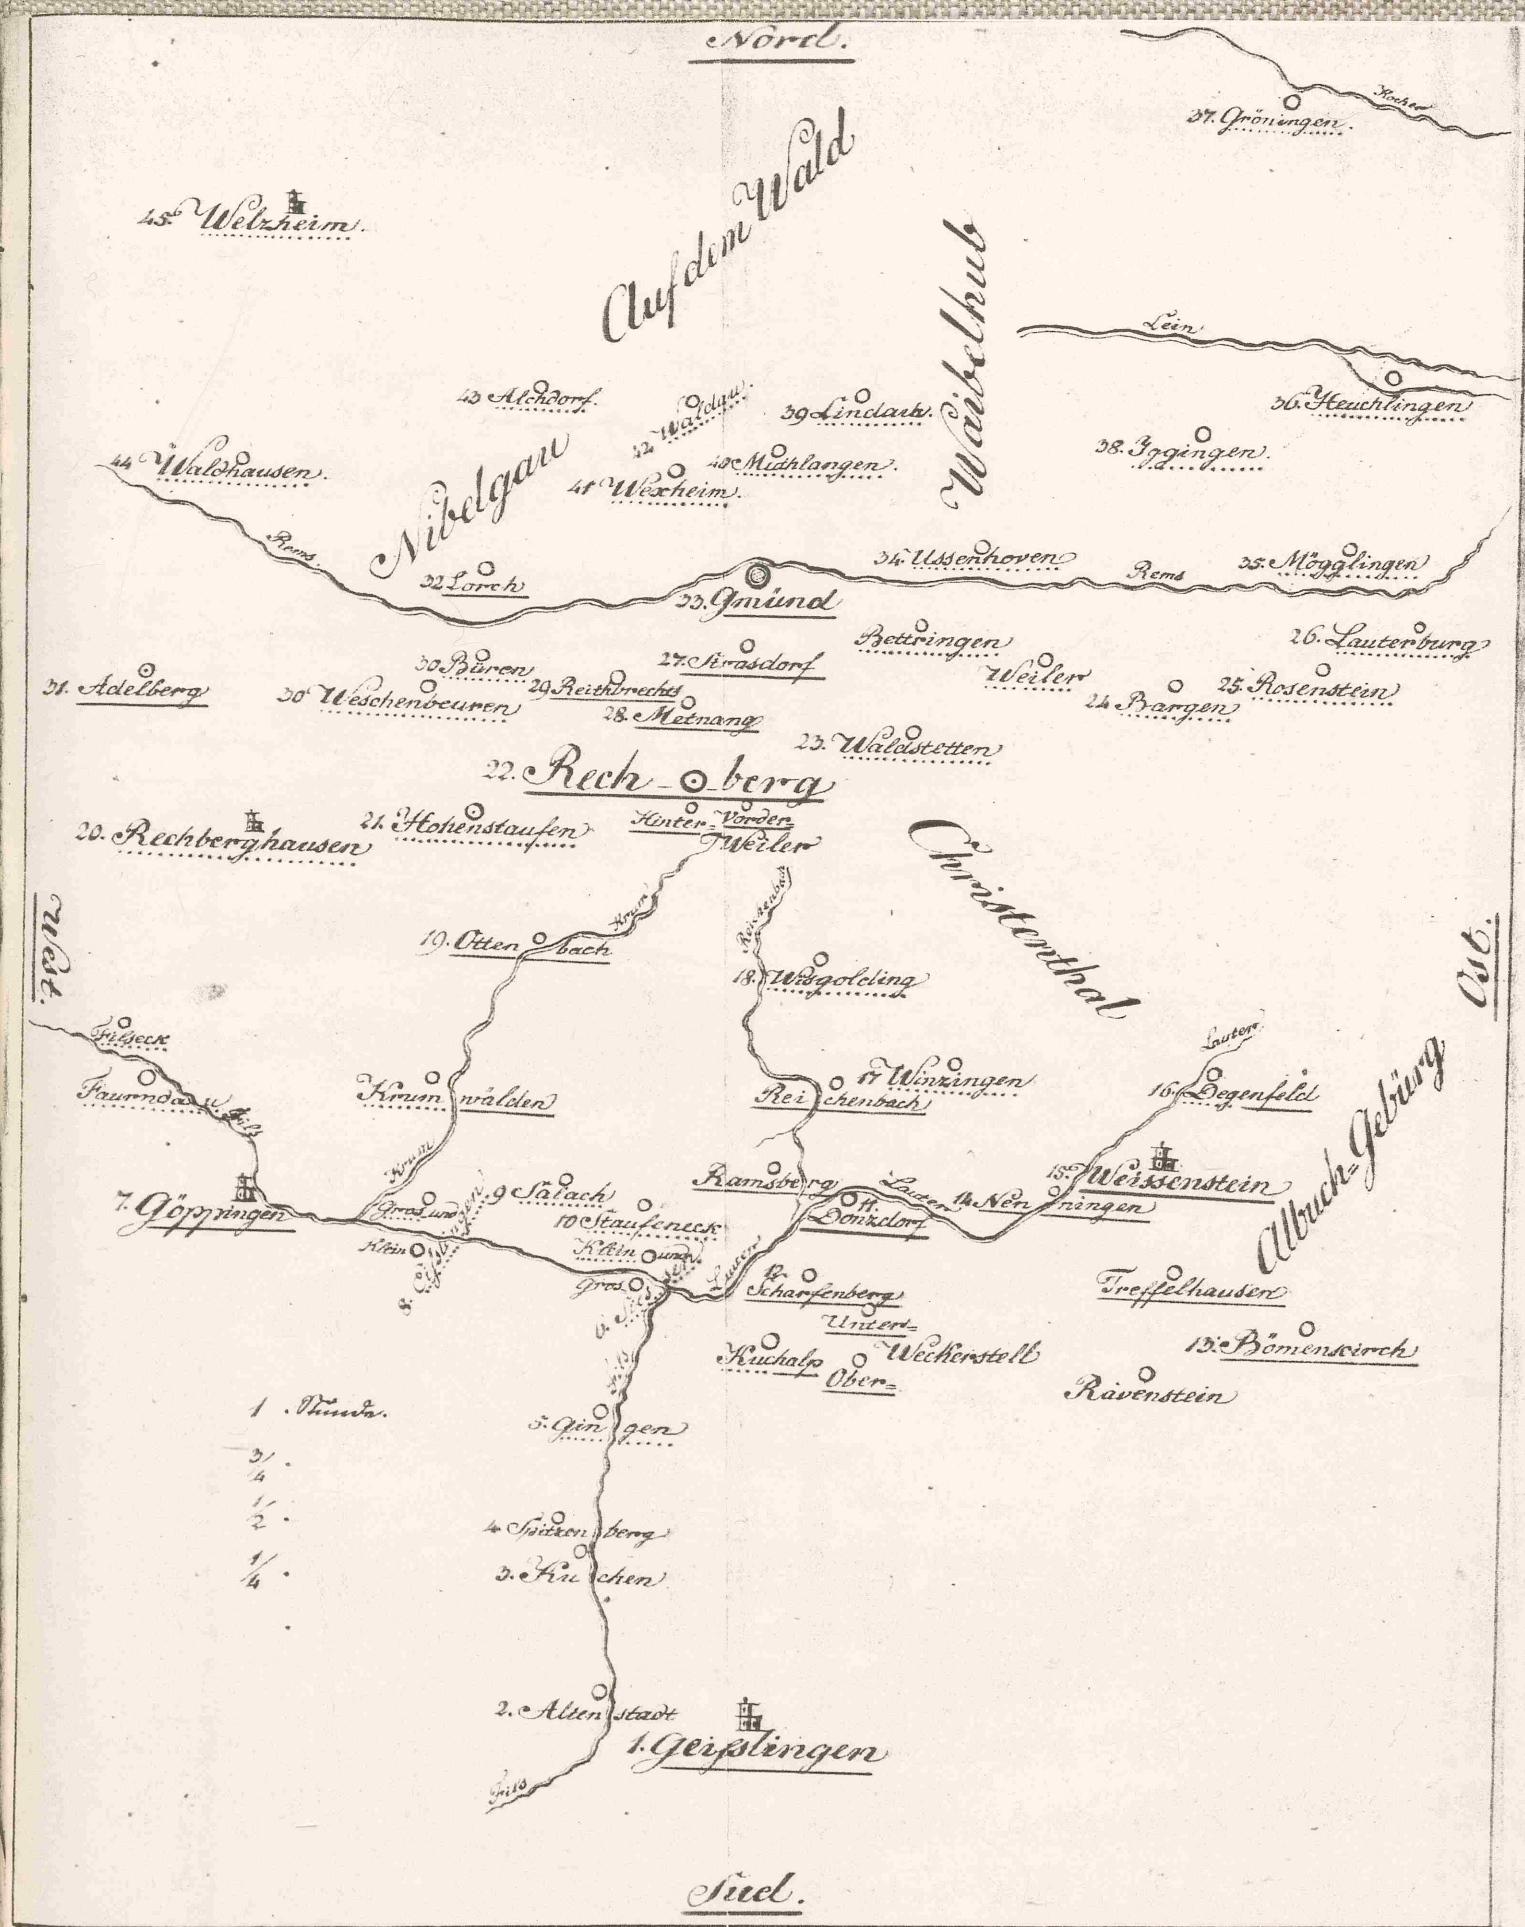 Nord.
Kocher
37. Gröningen.
45. Welzheim.
Auf dem Wald
Waibelhub
Lein
43 Alchdorf.
42 Waldau.
39 Lindach.
36. Heuchlingen
38. Iggingen.
44 Waldhausen.
Nibelgau
40 Muthlangen.
41 Wexheim.
Rems.
32 Lorch
33. Gmünd
34. Ussenhoven
Rems
35. Mögglingen
Bettringen
26. Lauterburg
30 Büren
27. Strasdorf
Weiler
31. Adelberg
30 Weschenbeuren
29 Reithbrechts
28. Metnang
24 Bargen
25. Rosenstein
23. Waldstetten
22. Rech-berg
Hinter- Vorder-
Weiler
20. Rechberghausen
21. Hohenstaufen
Christenthal
West.
Ost.
Krum
Reichenbach
19. Ottenbach
18. Wisgolding
Filseck
Lauter
Faurndau
Fils
Krumwälden
17 Winzingen
Reichenbach
16. Degenfeld
Albuch-Gebürg
Krum
7. Göppingen
Gros und
Klein
8. Eisslingen
9 Salach
10 Staufeneck
Ramsberg
Lauter
11.
Donzdorf
14 Nenningen
15. Weissenstein
Klein und
Gros
Lauter
12.
Scharfenberg
Unter-
Weckerstell
Ober-
Kuchalp
Treffelhausen
13. Bömenkirch
Ravenstein
1 Stunde.
3/4
1/2
1/4
5. Gingen
4 Spitzenberg
3. Kuchen
2. Altenstadt
1. Geisslingen
Fils
Sud.